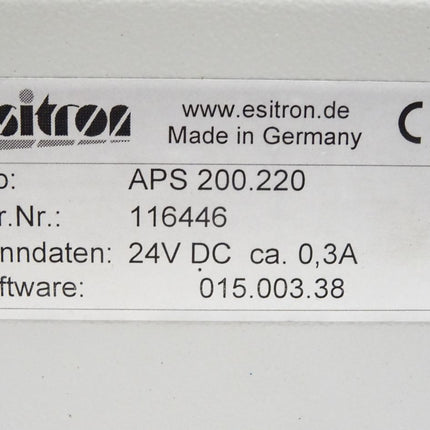 esitron
www.esitron.de
Made in Germany
APS 200.220
r.Nr.: 116446
nndaten: 24V DC ca. 0,3A
ftware: 015.003.38